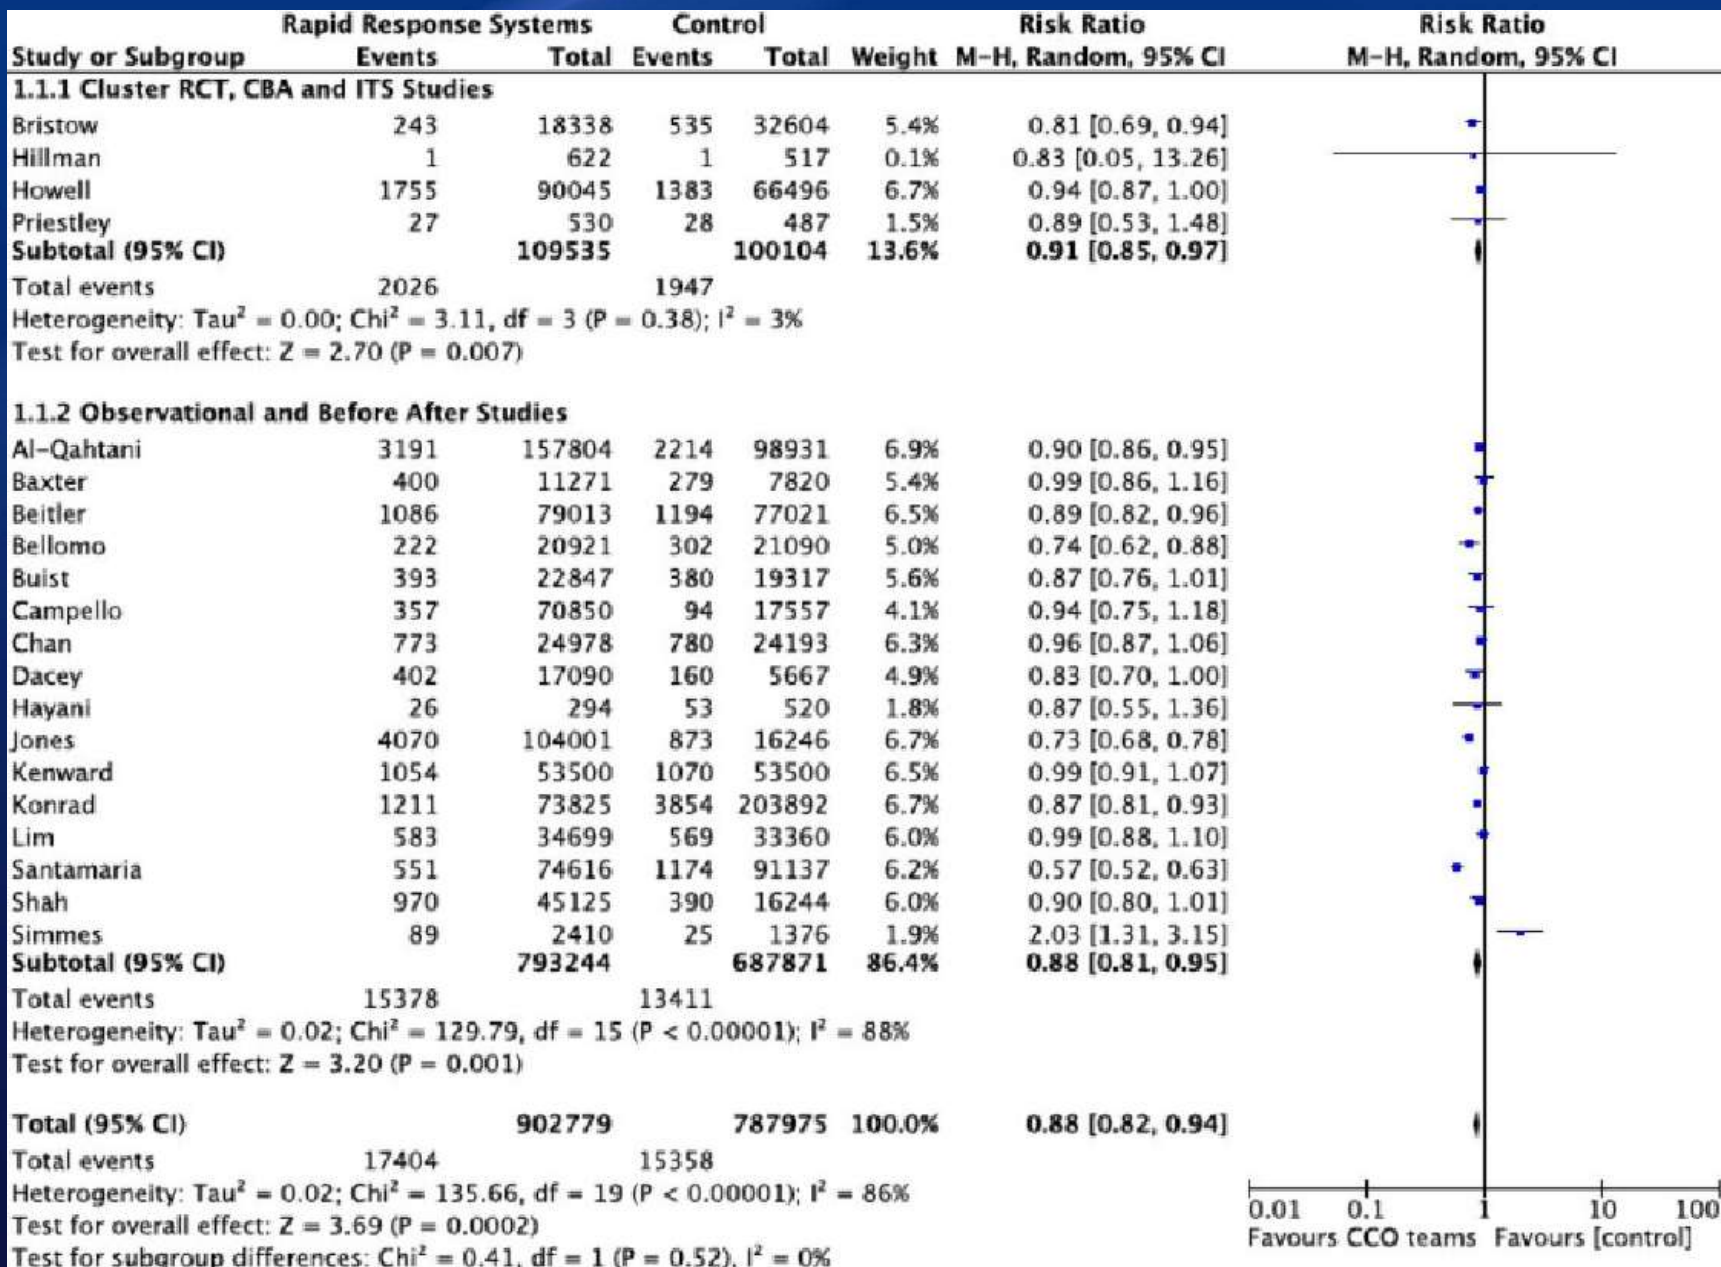 Rapid Response Systems Control Risk Ratio Risk Ratio
Study or Subgroup Events Total Events Total Weight M-H, Random, 95% CI M-H, Random, 95% CI
1.1.1 Cluster RCT, CBA and ITS Studies
Bristow 243 18338 535 32604 5.4% 0.81 [0.69, 0.94]
Hillman 1 622 1 517 0.1% 0.83 [0.05, 13.26]
Howell 1755 90045 1383 66496 6.7% 0.94 [0.87, 1.00]
Priestley 27 530 28 487 1.5% 0.89 [0.53, 1.48]
Subtotal (95% CI) 109535 100104 13.6% 0.91 [0.85, 0.97]
Total events 2026 1947
Heterogeneity: Tau² = 0.00; Chi² = 3.11, df = 3 (P = 0.38); I² = 3%
Test for overall effect: Z = 2.70 (P = 0.007)
1.1.2 Observational and Before After Studies
Al-Qahtani 3191 157804 2214 98931 6.9% 0.90 [0.86, 0.95]
Baxter 400 11271 279 7820 5.4% 0.99 [0.86, 1.16]
Beitler 1086 79013 1194 77021 6.5% 0.89 [0.82, 0.96]
Bellomo 222 20921 302 21090 5.0% 0.74 [0.62, 0.88]
Buist 393 22847 380 19317 5.6% 0.87 [0.76, 1.01]
Campello 357 70850 94 17557 4.1% 0.94 [0.75, 1.18]
Chan 773 24978 780 24193 6.3% 0.96 [0.87, 1.06]
Dacey 402 17090 160 5667 4.9% 0.83 [0.70, 1.00]
Hayani 26 294 53 520 1.8% 0.87 [0.55, 1.36]
Jones 4070 104001 873 16246 6.7% 0.73 [0.68, 0.78]
Kenward 1054 53500 1070 53500 6.5% 0.99 [0.91, 1.07]
Konrad 1211 73825 3854 203892 6.7% 0.87 [0.81, 0.93]
Lim 583 34699 569 33360 6.0% 0.99 [0.88, 1.10]
Santamaria 551 74616 1174 91137 6.2% 0.57 [0.52, 0.63]
Shah 970 45125 390 16244 6.0% 0.90 [0.80, 1.01]
Simmes 89 2410 25 1376 1.9% 2.03 [1.31, 3.15]
Subtotal (95% CI) 793244 687871 86.4% 0.88 [0.81, 0.95]
Total events 15378 13411
Heterogeneity: Tau² = 0.02; Chi² = 129.79, df = 15 (P < 0.00001); I² = 88%
Test for overall effect: Z = 3.20 (P = 0.001)
Total (95% CI) 902779 787975 100.0% 0.88 [0.82, 0.94]
Total events 17404 15358
Heterogeneity: Tau² = 0.02; Chi² = 135.66, df = 19 (P < 0.00001); I² = 86%
Test for overall effect: Z = 3.69 (P = 0.0002)
Test for subgroup differences: Chi² = 0.41, df = 1 (P = 0.52), I² = 0%
0.01 0.1 1 10 100
Favours CCO teams Favours [control]